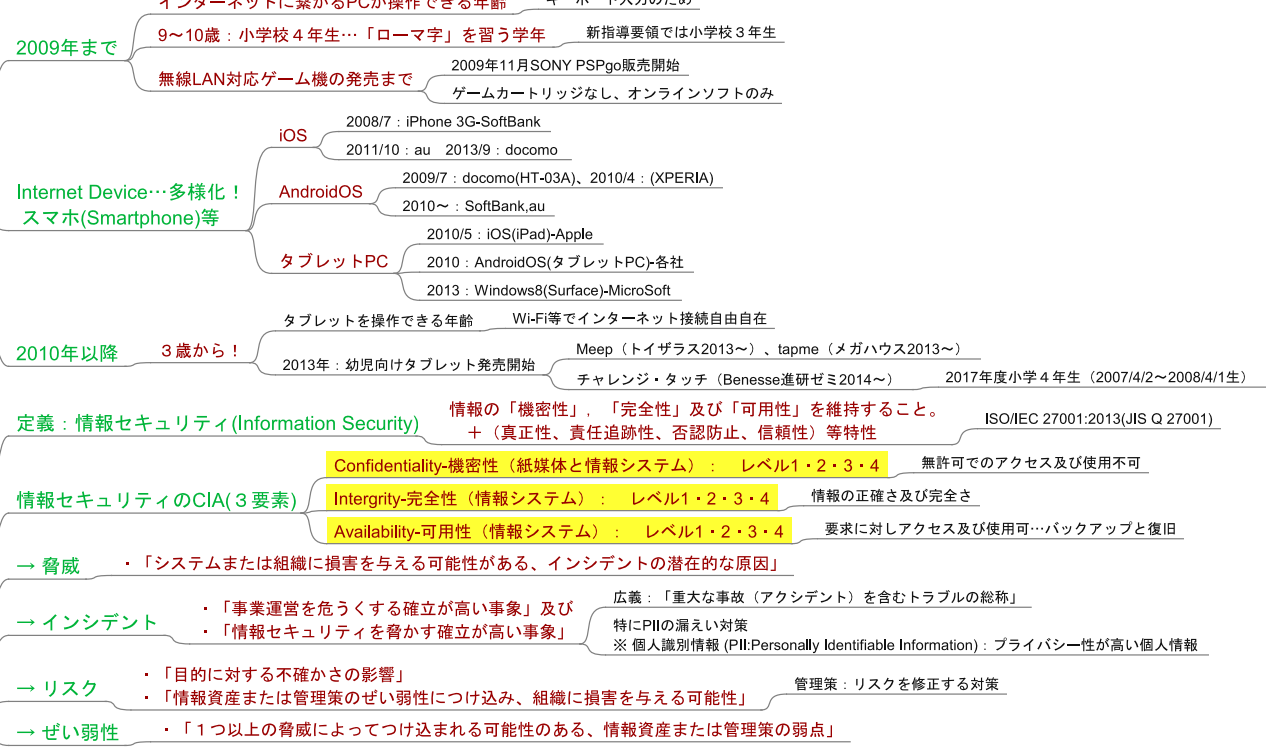 インターネットに繋がるPCが操作できる年齢
キーボード入力のため
2009年まで
9〜10歳：小学校４年生…「ローマ字」を習う学年
新指導要領では小学校３年生
無線LAN対応ゲーム機の発売まで
2009年11月SONY PSPgo販売開始
ゲームカートリッジなし、オンラインソフトのみ
Internet Device…多様化！
スマホ(Smartphone)等
iOS
2008/7：iPhone 3G-SoftBank
2011/10：au　2013/9：docomo
AndroidOS
2009/7：docomo(HT-03A)、2010/4：(XPERIA)
2010〜：SoftBank,au
タブレットPC
2010/5：iOS(iPad)-Apple
2010：AndroidOS(タブレットPC)-各社
2013：Windows8(Surface)-MicroSoft
2010年以降
３歳から！
タブレットを操作できる年齢
Wi-Fi等でインターネット接続自由自在
2013年：幼児向けタブレット発売開始
Meep（トイザラス2013〜）、tapme（メガハウス2013〜）
チャレンジ・タッチ（Benesse進研ゼミ2014〜）
2017年度小学４年生（2007/4/2〜2008/4/1生）
定義：情報セキュリティ(Information Security)
情報の「機密性」，「完全性」及び「可用性」を維持すること。
＋（真正性、責任追跡性、否認防止、信頼性）等特性
ISO/IEC 27001:2013(JIS Q 27001)
情報セキュリティのCIA(３要素)
Confidentiality-機密性（紙媒体と情報システム）：　レベル1・2・3・4
無許可でのアクセス及び使用不可
Intergrity-完全性（情報システム）：　レベル1・2・3・4
情報の正確さ及び完全さ
Availability-可用性（情報システム）：　レベル1・2・3・4
要求に対しアクセス及び使用可…バックアップと復旧
→ 脅威
・「システムまたは組織に損害を与える可能性がある、インシデントの潜在的な原因」
→ インシデント
・「事業運営を危うくする確立が高い事象」及び
・「情報セキュリティを脅かす確立が高い事象」
広義：「重大な事故（アクシデント）を含むトラブルの総称」
特にPIIの漏えい対策
※ 個人識別情報 (PII:Personally Identifiable Information)：プライバシー性が高い個人情報
→ リスク
・「目的に対する不確かさの影響」
・「情報資産または管理策のぜい弱性につけ込み、組織に損害を与える可能性」
管理策：リスクを修正する対策
→ ぜい弱性
・「１つ以上の脅威によってつけ込まれる可能性のある、情報資産または管理策の弱点」